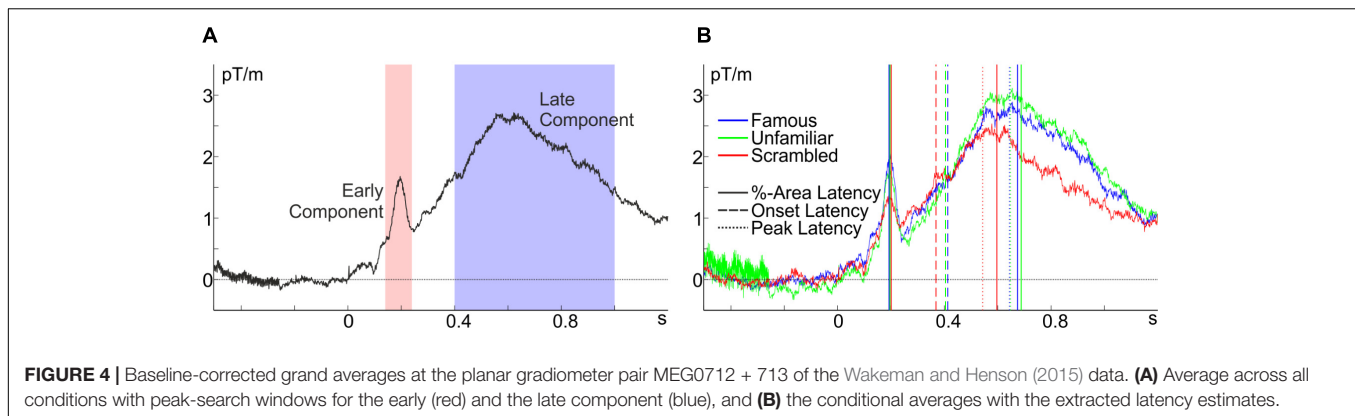 A
pT/m
3
2
1
0
Early
Component
Late
Component
0
0.4
0.8
s
B
pT/m
3
2
1
0
Famous
Unfamiliar
Scrambled
%-Area Latency
Onset Latency
Peak Latency
0
0.4
0.8
s
FIGURE 4 | Baseline-corrected grand averages at the planar gradiometer pair MEG0712 + 713 of the Wakeman and Henson (2015) data. (A) Average across all
conditions with peak-search windows for the early (red) and the late component (blue), and (B) the conditional averages with the extracted latency estimates.